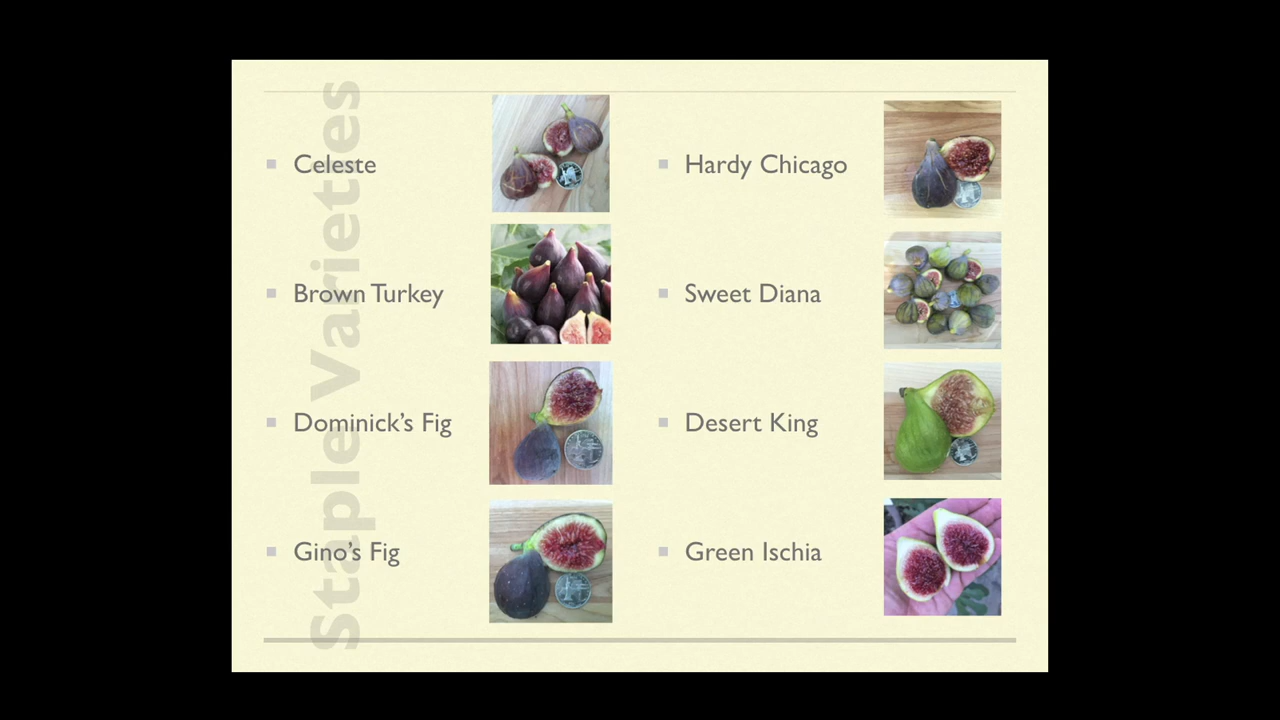 Staple Varieties
Celeste
Brown Turkey
Dominick's Fig
Gino's Fig
Hardy Chicago
Sweet Diana
Desert King
Green Ischia